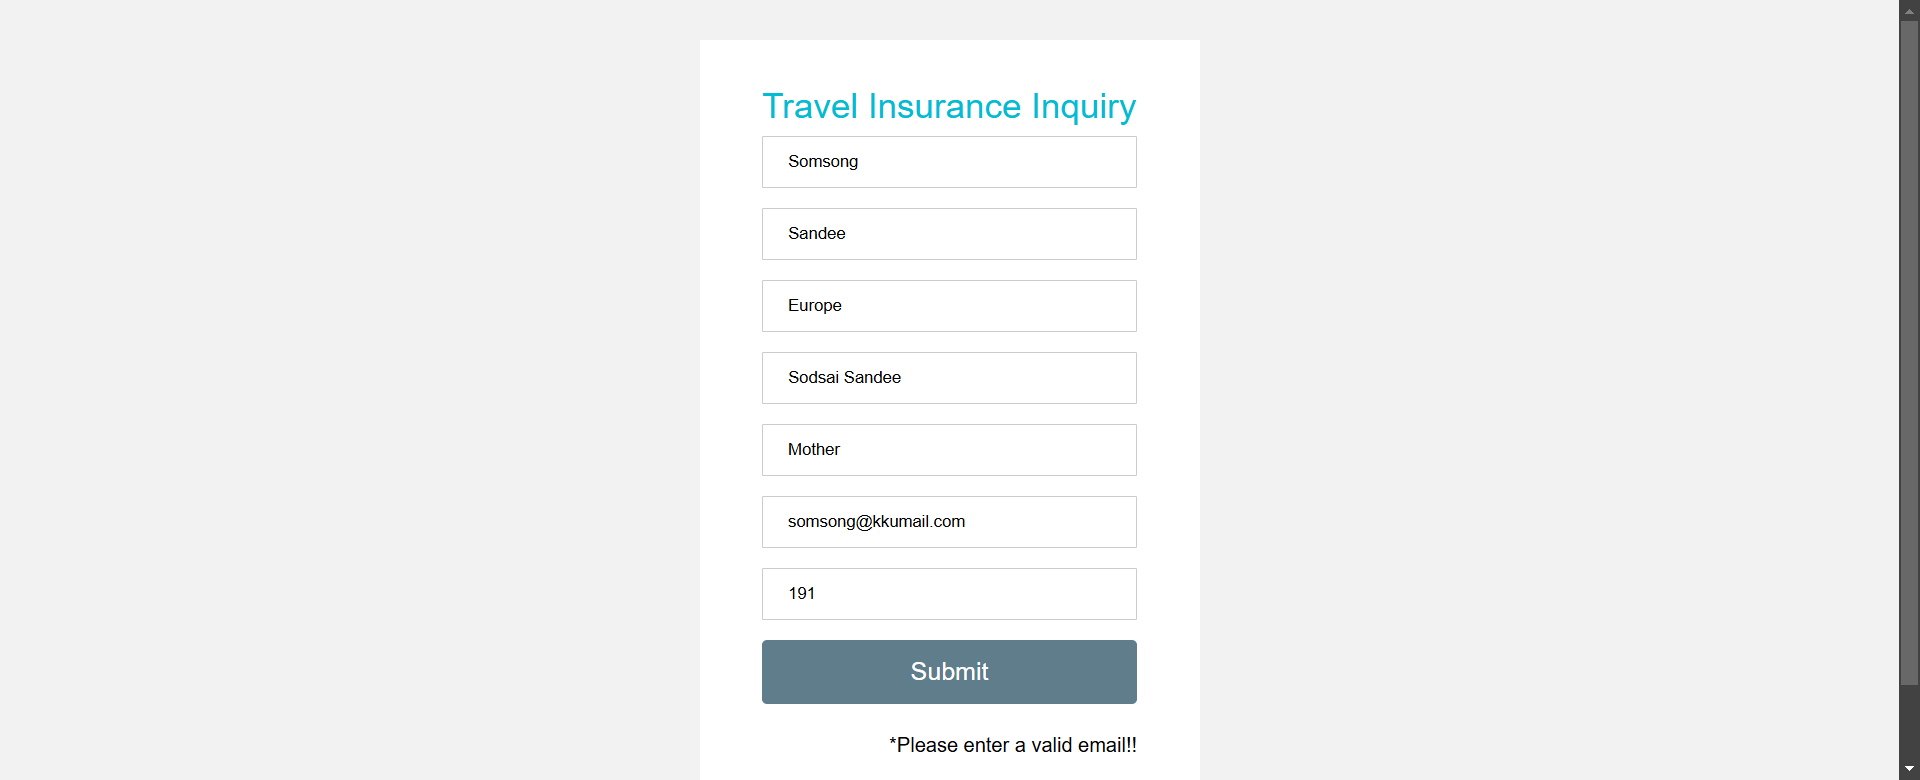 Travel Insurance Inquiry
Somsong
Sandee
Europe
Sodsai Sandee
Mother
somsong@kkumail.com
191
Submit
*Please enter a valid email!!